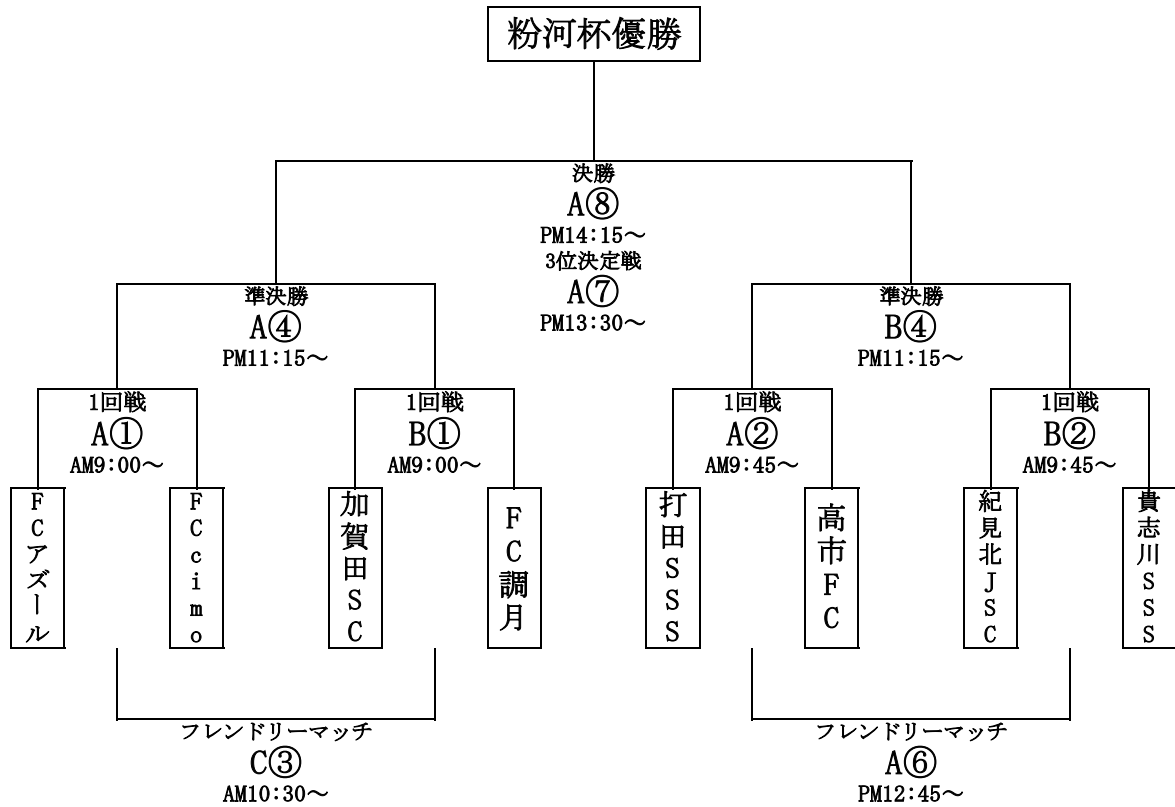 粉河杯優勝
決勝
A⑧
PM14:15～
3位決定戦
A⑦
PM13:30～
準決勝
A④
PM11:15～
準決勝
B④
PM11:15～
1回戦
A①
AM9:00～
1回戦
B①
AM9:00～
1回戦
A②
AM9:45～
1回戦
B②
AM9:45～
FCアズール
FCcimo
加賀田SC
FC調月
打田SSS
高市FC
紀見北JSC
貴志川SSS
フレンドリーマッチ
C③
AM10:30～
フレンドリーマッチ
A⑥
PM12:45～